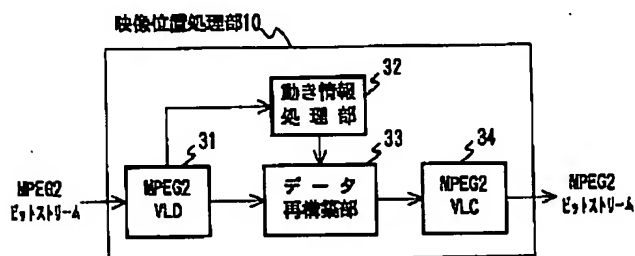 映像位置処理部10
32
動き情報
処理部
31
33
34
MPEG2
ビットストリーム
MPEG2
VLD
データ
再構築部
MPEG2
VLC
MPEG2
ビットストリーム